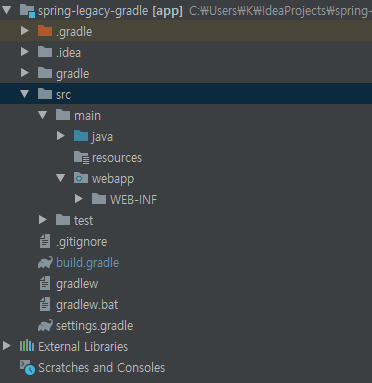 spring-legacy-gradle [app] C:₩Users₩K₩IdeaProjects₩spring-
.gradle
.idea
gradle
src
main
java
resources
webapp
WEB-INF
test
.gitignore
build.gradle
gradlew
gradlew.bat
settings.gradle
External Libraries
Scratches and Consoles